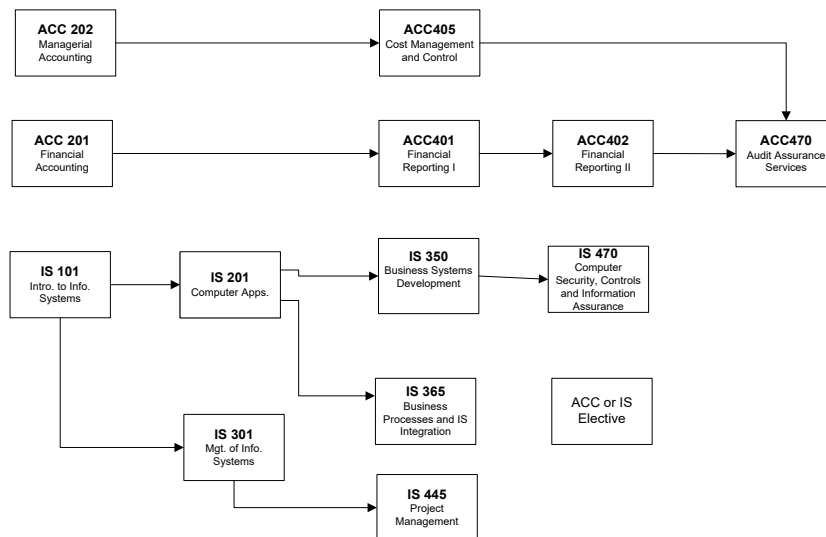 ACC 202
Managerial
Accounting
ACC405
Cost Management
and Control
ACC 201
Financial
Accounting
ACC401
Financial
Reporting I
ACC402
Financial
Reporting II
ACC470
Audit Assurance
Services
IS 101
Intro. to Info.
Systems
IS 201
Computer Apps.
IS 350
Business Systems
Development
IS 470
Computer
Security, Controls
and Information
Assurance
IS 365
Business
Processes and IS
Integration
ACC or IS
Elective
IS 301
Mgt. of Info.
Systems
IS 445
Project
Management